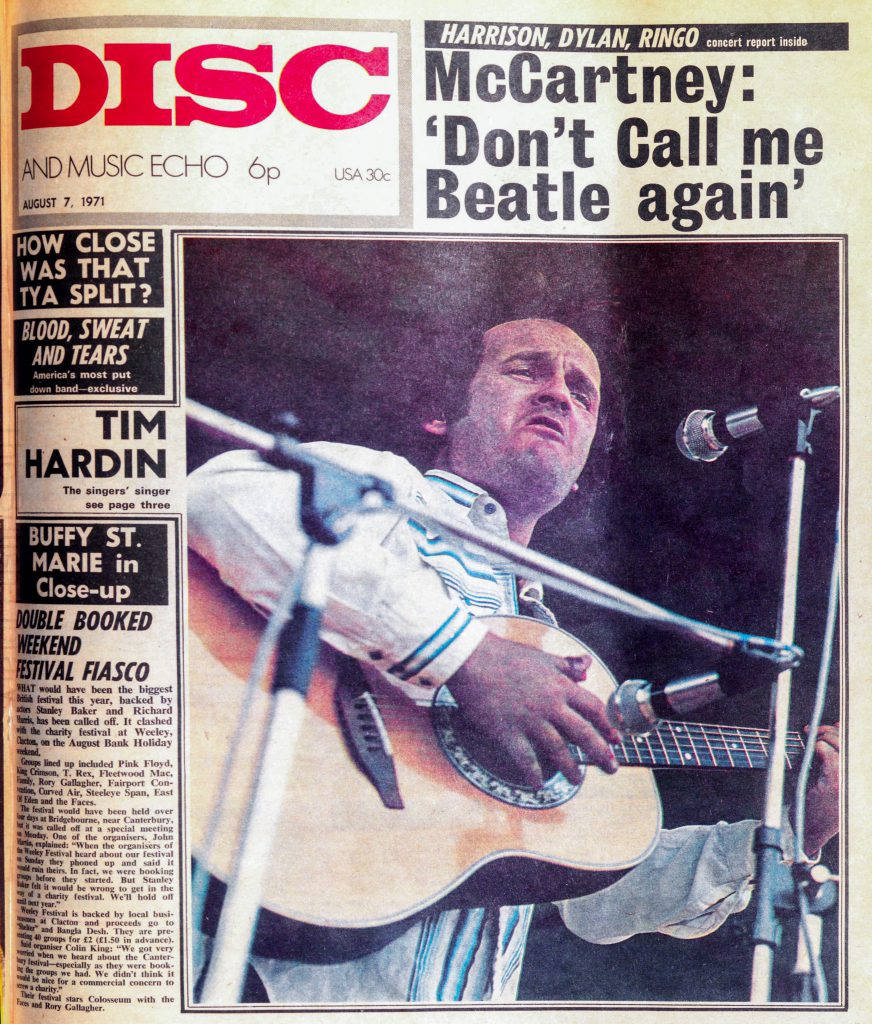 DISC
AND MUSIC ECHO 6p USA 30c
AUGUST 7, 1971
HARRISON, DYLAN, RINGO concert report inside
McCartney:
‘Don’t Call me
Beatle again’
HOW CLOSE
WAS THAT
TYA SPLIT?
BLOOD, SWEAT
AND TEARS
America's most put
down band—exclusive
TIM
HARDIN
The singers' singer
see page three
BUFFY ST.
MARIE in
Close-up
DOUBLE BOOKED
WEEKEND
FESTIVAL FIASCO
WHAT would have been the biggest
British festival this year, backed by
actors Stanley Baker and Richard
Harris, has been called off. It clashed
with the charity festival at Weeley,
Clacton, on the August Bank Holiday
weekend.
Groups lined up included Pink Floyd,
King Crimson, T. Rex, Fleetwood Mac,
Family, Rory Gallagher, Fairport Con-
vention, Curved Air, Steeleye Span, East
Of Eden and the Faces.
The festival would have been held over
four days at Bridgebourne, near Canterbury,
but it was called off at a special meeting
on Monday. One of the organisers, John
Martin, explained: "When the organisers of
the Weeley Festival heard about our festival
on Sunday they phoned up and said it
would ruin theirs. In fact, we were booking
groups before they started. But Stanley
Baker felt it would be wrong to get in the
way of a charity festival. We'll hold off
until next year."
Weeley Festival is backed by local busi-
nessmen at Clacton and proceeds go to
"Shelter" and Bangla Desh. They are pre-
senting 40 groups for £2 (£1.50 in advance).
Said organiser Colin King: "We got very
worried when we heard about the Canter-
bury festival—especially as they were book-
ing the groups we had. We didn't think it
would be nice for a commercial concern to
screw a charity."
Their festival stars Colosseum with the
Faces and Rory Gallagher.